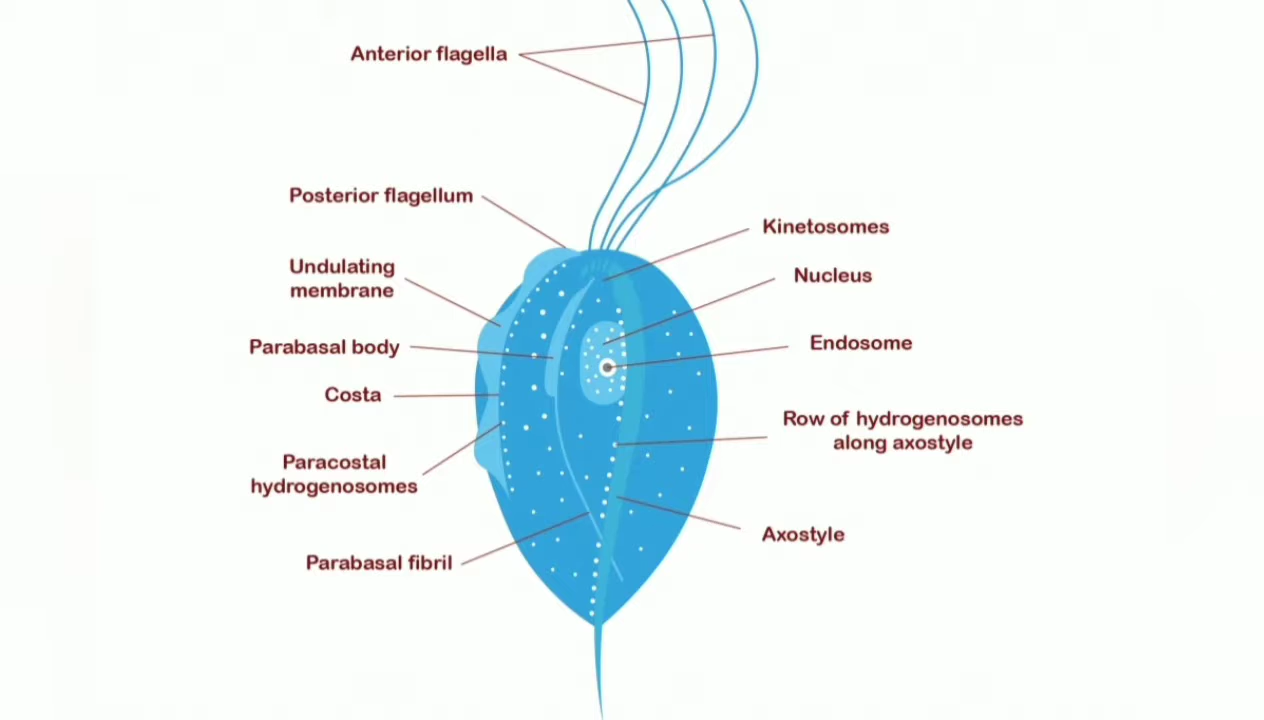 Anterior flagella
Posterior flagellum
Kinetosomes
Undulating
membrane
Nucleus
Parabasal body
Endosome
Costa
Row of hydrogenosomes
along axostyle
Paracostal
hydrogenosomes
Axostyle
Parabasal fibril